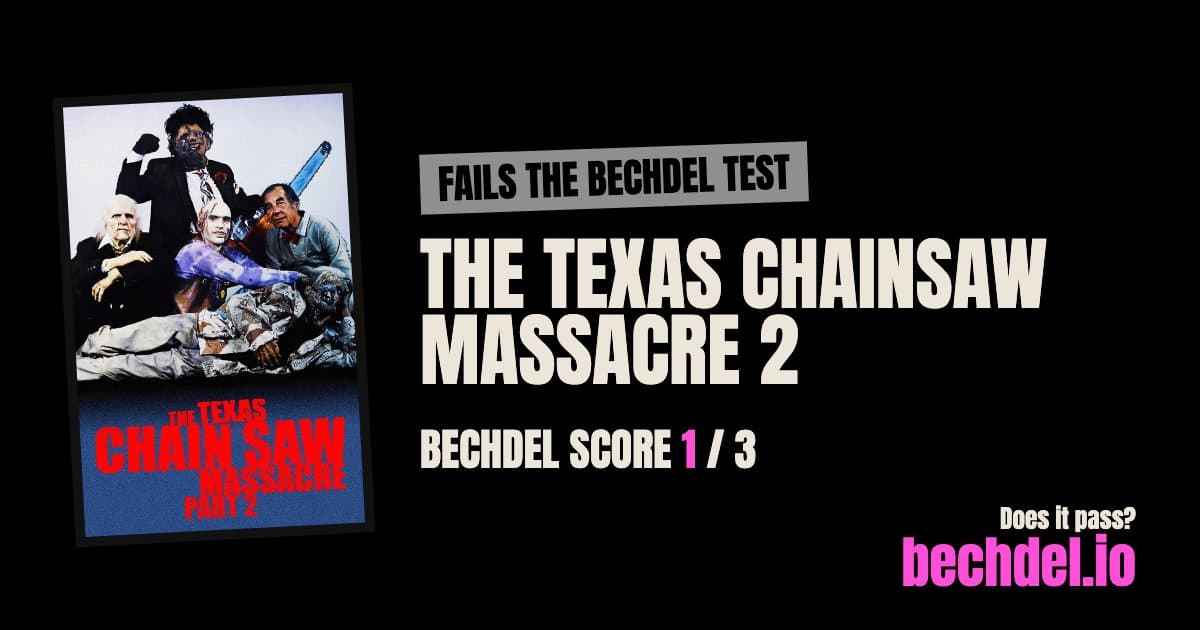 THE TEXAS
CHAIN SAW
MASSACRE
PART 2
FAILS THE BECHDEL TEST
THE TEXAS CHAINSAW
MASSACRE 2
BECHDEL SCORE 1 / 3
Does it pass?
bechdel.io